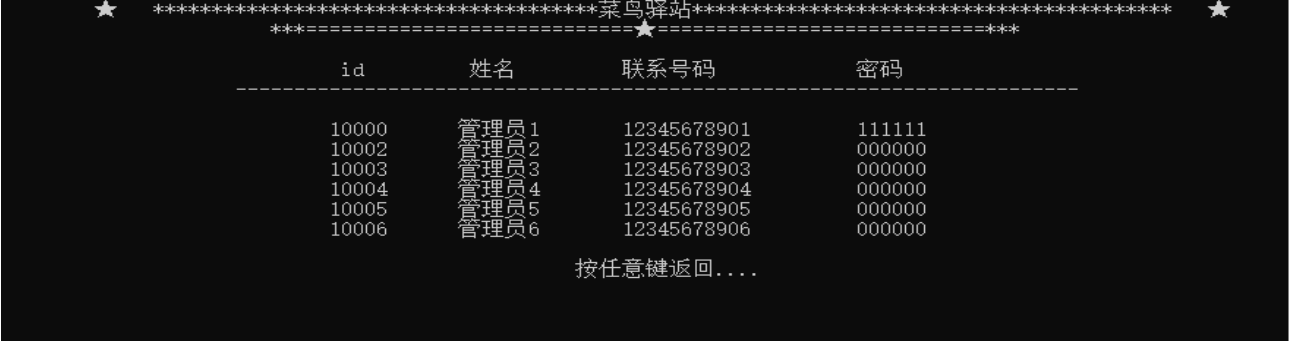 ★ **************************************菜鸟驿站***************************************** ★
***============================★============================***
id 姓名 联系号码 密码
------------------------------------------------------------------------
10000 管理员1 12345678901 111111
10002 管理员2 12345678902 000000
10003 管理员3 12345678903 000000
10004 管理员4 12345678904 000000
10005 管理员5 12345678905 000000
10006 管理员6 12345678906 000000
按任意键返回....